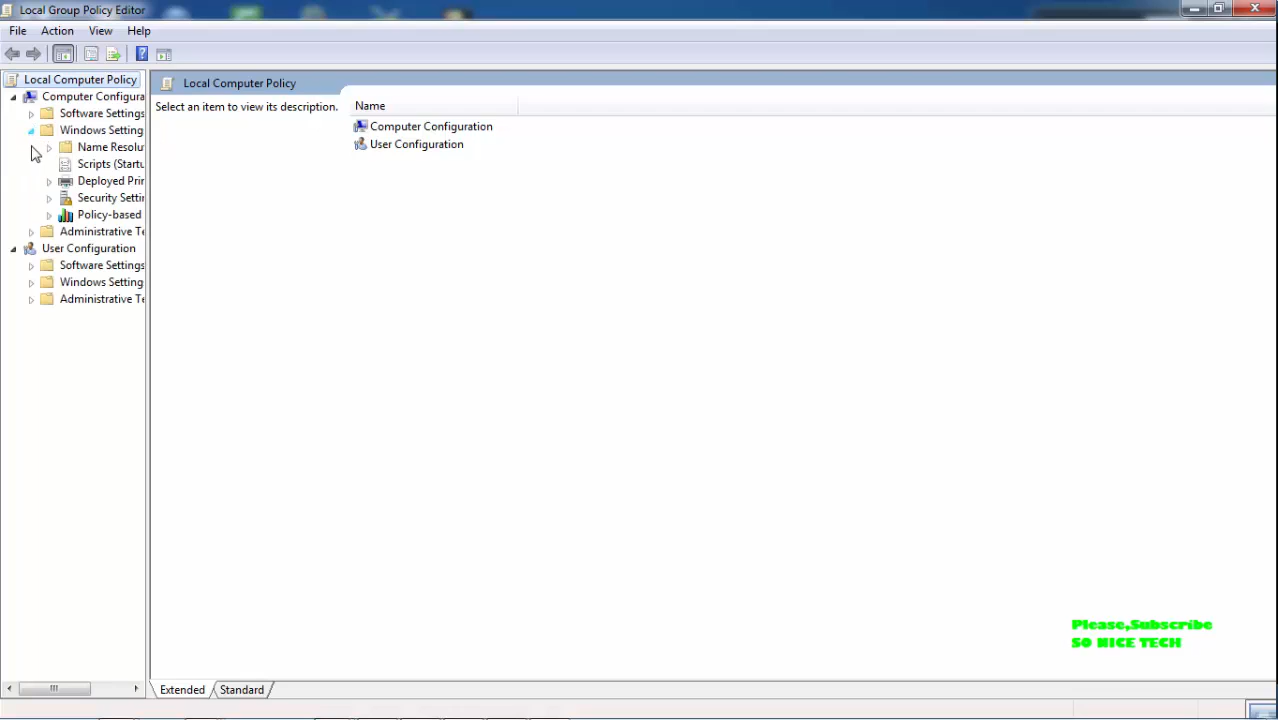 Local Group Policy Editor
File Action View Help
Local Computer Policy
Computer Configura
Software Settings
Windows Setting
Name Resolu
Scripts (Startu
Deployed Prin
Security Setti
Policy-based
Administrative Te
User Configuration
Software Settings
Windows Setting
Administrative Te
Local Computer Policy
Select an item to view its description.
Name
Computer Configuration
User Configuration
Please,Subscribe
SO NICE TECH
Extended Standard